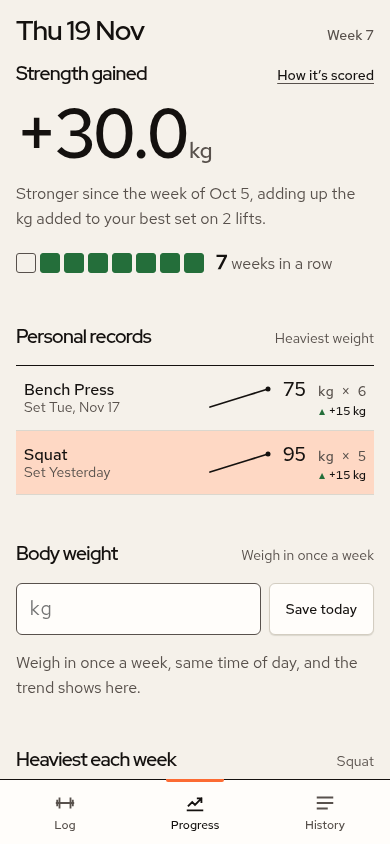 Thu 19 Nov
Week 7
Strength gained
How it's scored
+30.0 kg
Stronger since the week of Oct 5, adding up the
kg added to your best set on 2 lifts.
7 weeks in a row
Personal records
Heaviest weight
Bench Press
75 kg × 6
Set Tue, Nov 17
▲ +15 kg
Squat
95 kg × 5
Set Yesterday
▲ +15 kg
Body weight
Weigh in once a week
kg
Save today
Weigh in once a week, same time of day, and the
trend shows here.
Heaviest each week
Squat
Log
Progress
History